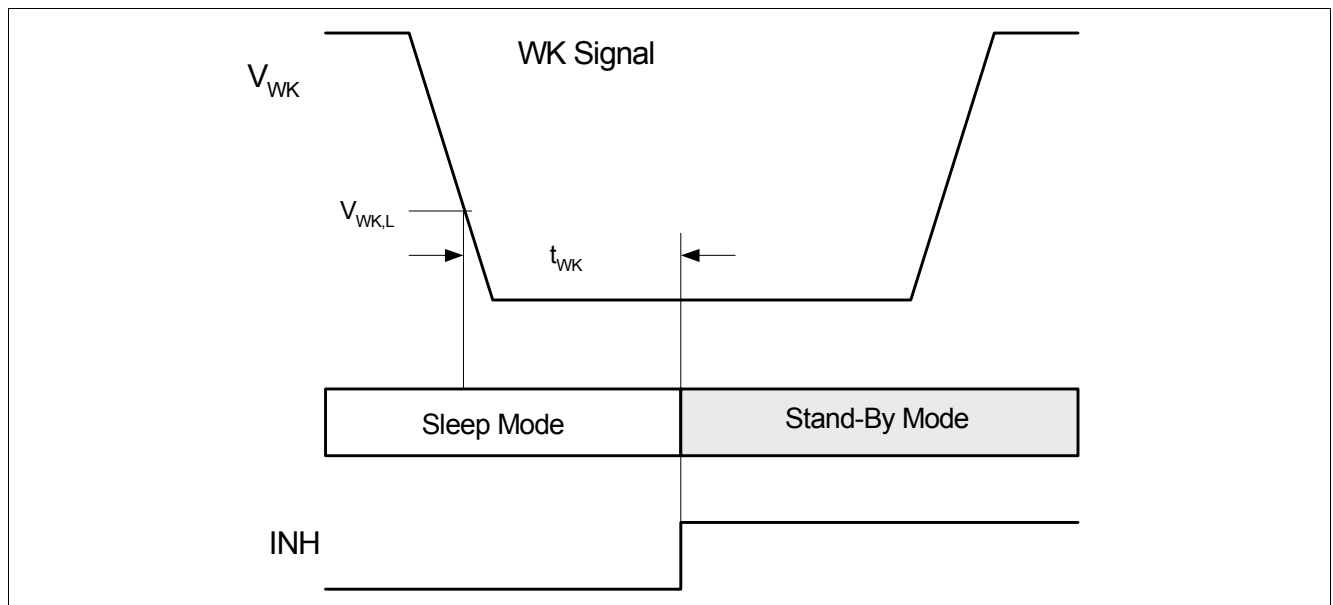 WK Signal
V_WK
V_WK,L
t_WK
Sleep Mode
Stand-By Mode
INH